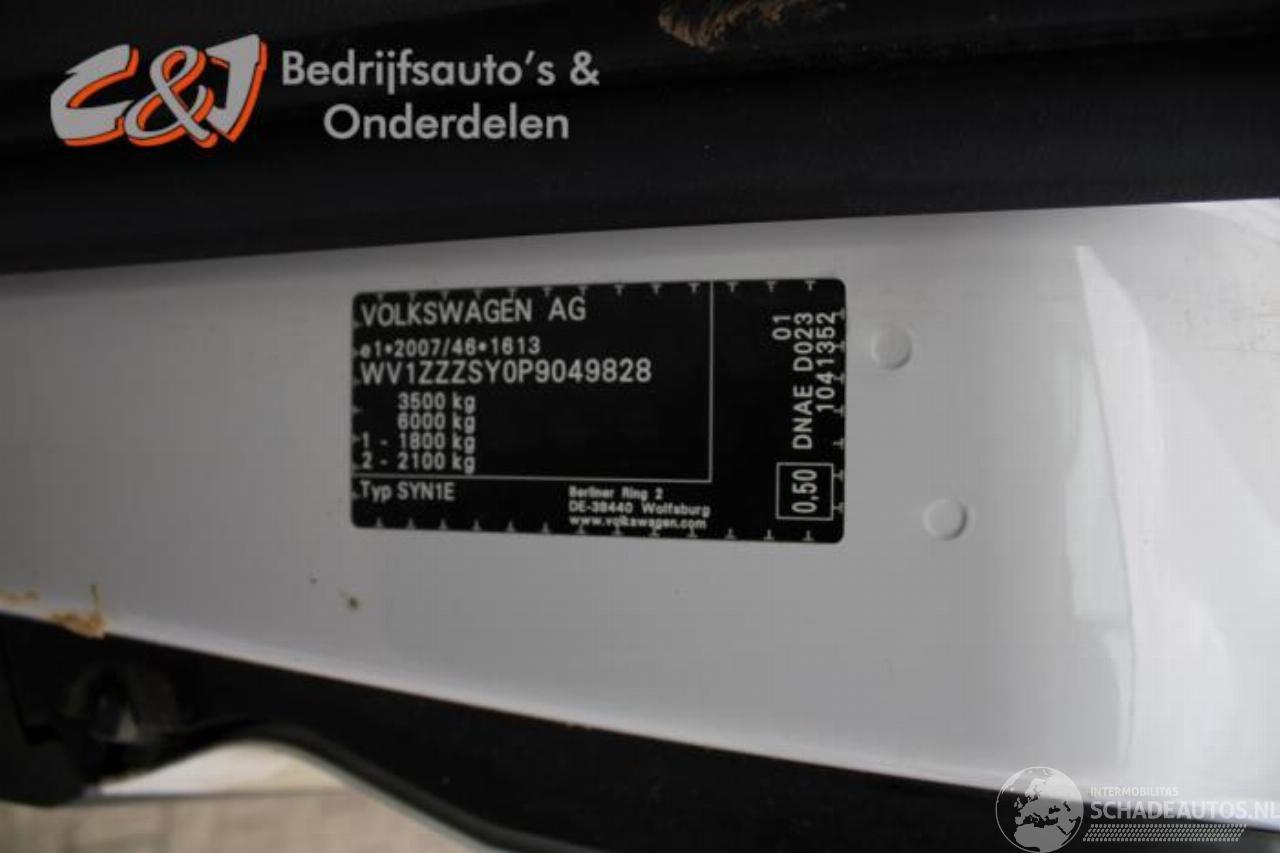 C&J Bedrijfsauto's &
Onderdelen
VOLKSWAGEN AG
e1*2007/46*1613
WV1ZZZSY0P9049828
3500 kg
6000 kg
1 - 1800 kg
2 - 2100 kg
Typ SYN1E
Berliner Ring 2
DE-38440 Wolfsburg
www.volkswagen.com
01
0,50 DNAE D023
1041352
INTERMOBILITAS
SCHADEAUTOS.NL